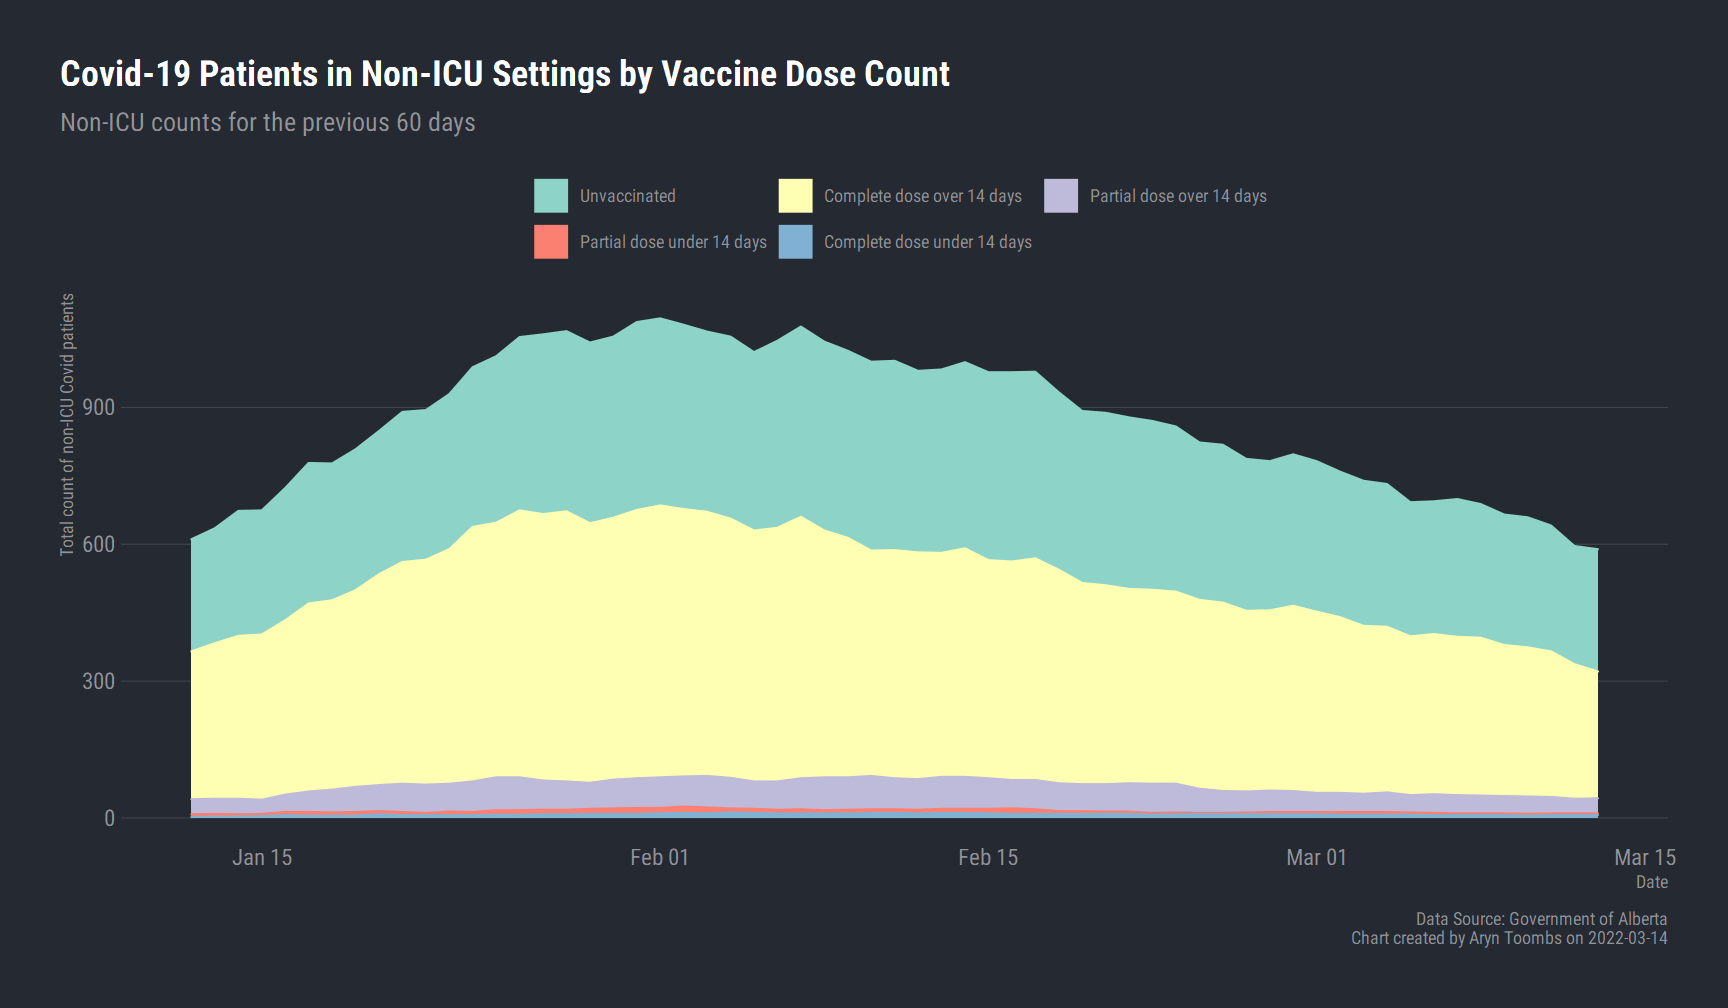 Covid-19 Patients in Non-ICU Settings by Vaccine Dose Count
Non-ICU counts for the previous 60 days
Unvaccinated
Complete dose over 14 days
Partial dose over 14 days
Partial dose under 14 days
Complete dose under 14 days
Total count of non-ICU Covid patients
900
600
300
0
Jan 15
Feb 01
Feb 15
Mar 01
Mar 15
Date
Data Source: Government of Alberta
Chart created by Aryn Toombs on 2022-03-14